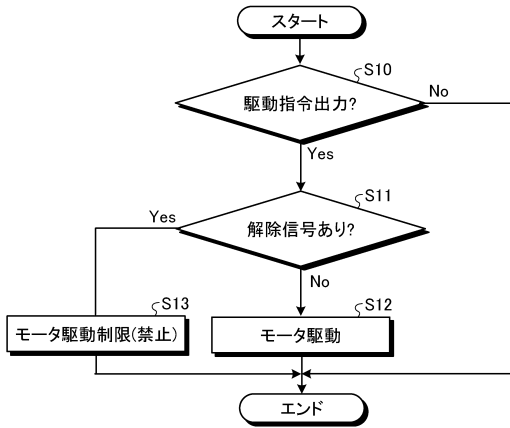 スタート
S10
駆動指令出力?
No
Yes
S11
解除信号あり?
Yes
No
S13
モータ駆動制限(禁止)
S12
モータ駆動
エンド